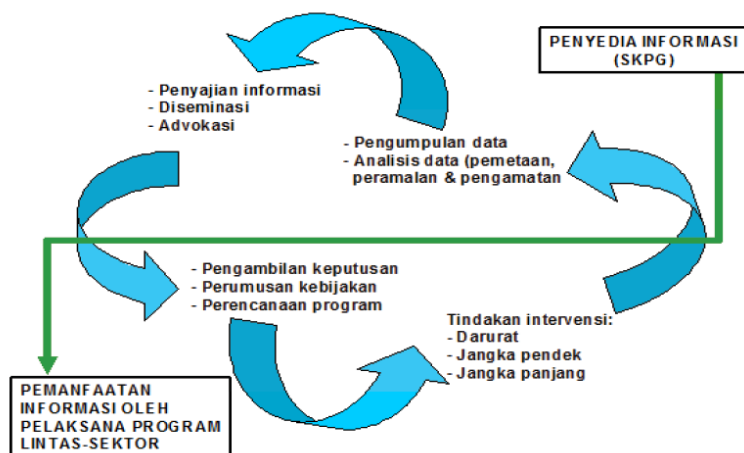 PENYEDIA INFORMASI
(SKPG)
- Penyajian informasi
- Diseminasi
- Advokasi
- Pengumpulan data
- Analisis data (pemetaan,
peramalan & pengamatan
- Pengambilan keputusan
- Perumusan kebijakan
- Perencanaan program
Tindakan intervensi:
- Darurat
- Jangka pendek
- Jangka panjang
PEMANFAATAN
INFORMASI OLEH
PELAKSANA PROGRAM
LINTAS-SEKTOR